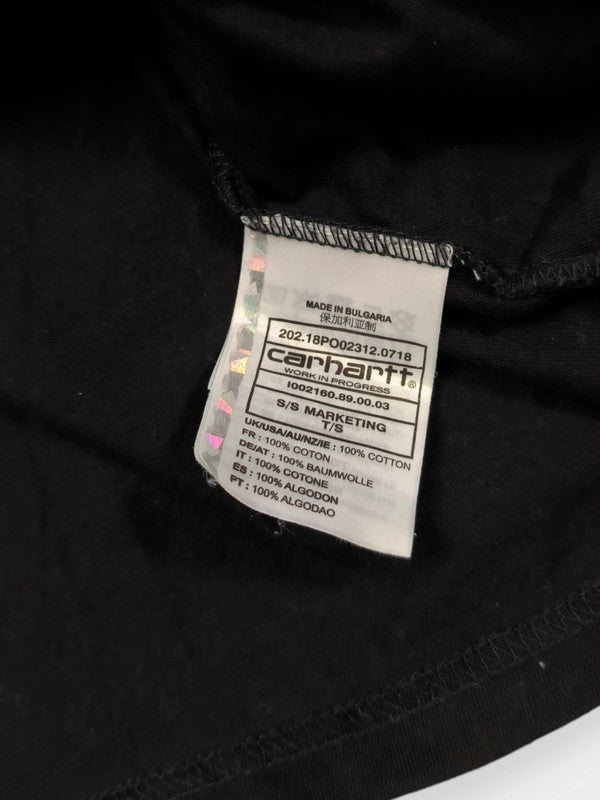 MADE IN BULGARIA
保加利亚制
202.18PO02312.0718
carhartt®
WORK IN PROGRESS
I002160.89.00.03
S/S MARKETING
T/S
UK/USA/AU/NZ/IE : 100% COTTON
FR : 100% COTON
DE/AT : 100% BAUMWOLLE
IT : 100% COTONE
ES : 100% ALGODON
PT : 100% ALGODAO